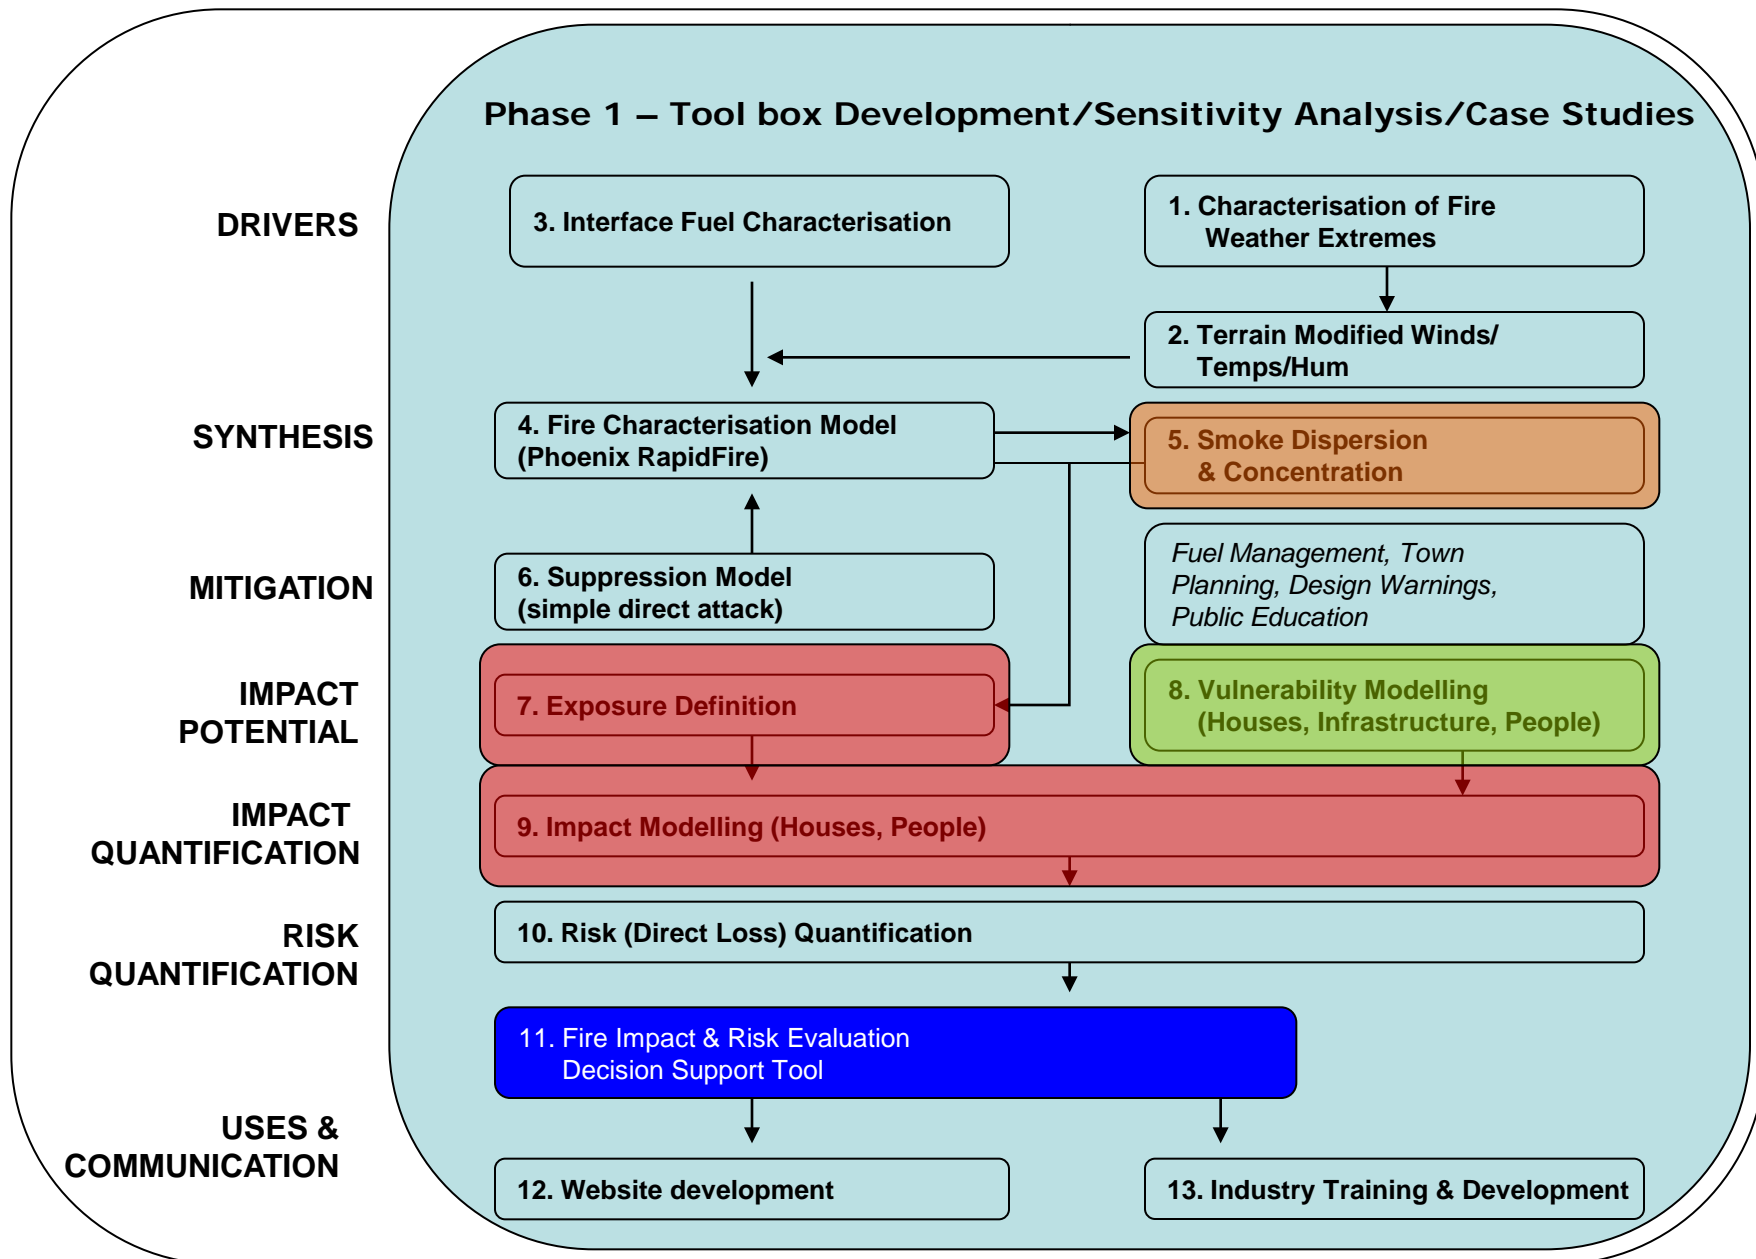 Phase 1 – Tool box Development/Sensitivity Analysis/Case Studies
DRIVERS
3. Interface Fuel Characterisation
1. Characterisation of Fire
Weather Extremes
2. Terrain Modified Winds/
Temps/Hum
SYNTHESIS
4. Fire Characterisation Model
(Phoenix RapidFire)
5. Smoke Dispersion
& Concentration
MITIGATION
6. Suppression Model
(simple direct attack)
Fuel Management, Town
Planning, Design Warnings,
Public Education
IMPACT
POTENTIAL
7. Exposure Definition
8. Vulnerability Modelling
(Houses, Infrastructure, People)
IMPACT
QUANTIFICATION
9. Impact Modelling (Houses, People)
RISK
QUANTIFICATION
10. Risk (Direct Loss) Quantification
11. Fire Impact & Risk Evaluation
Decision Support Tool
USES &
COMMUNICATION
12. Website development
13. Industry Training & Development